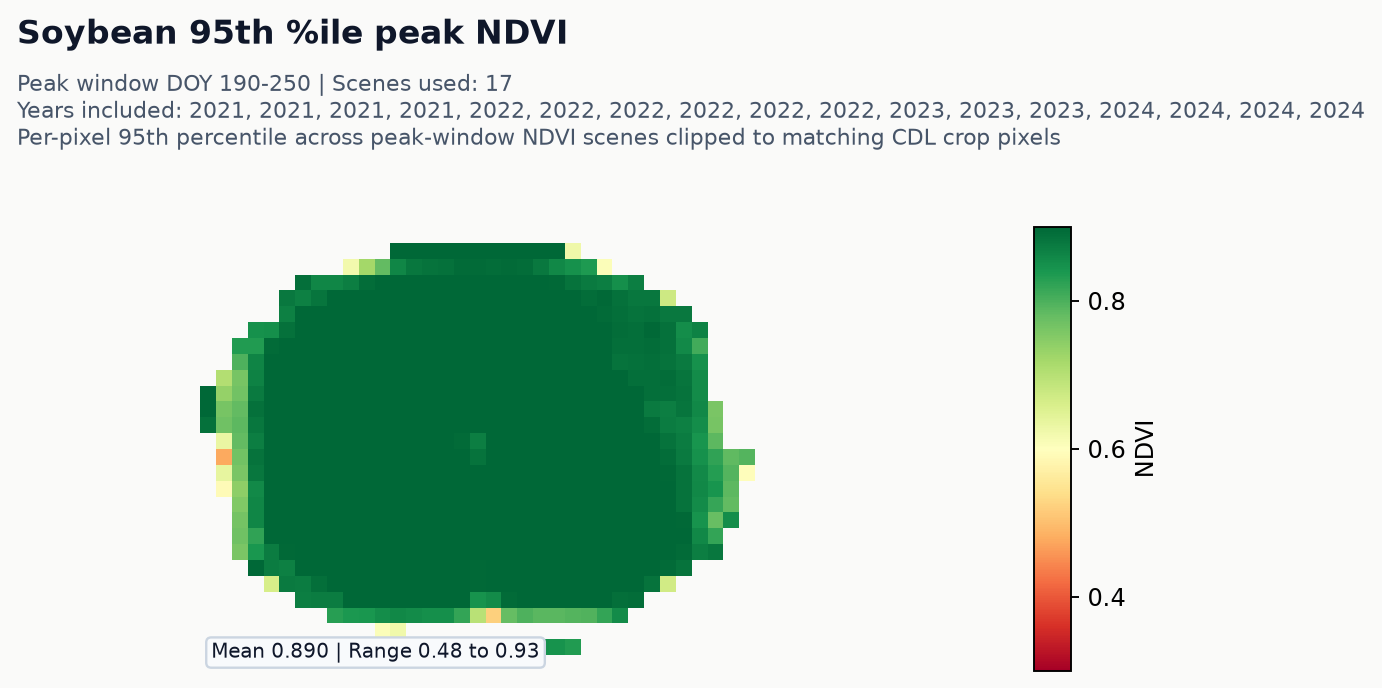 Soybean 95th %ile peak NDVI
Peak window DOY 190-250 | Scenes used: 17
Years included: 2021, 2021, 2021, 2021, 2022, 2022, 2022, 2022, 2022, 2022, 2023, 2023, 2023, 2024, 2024, 2024, 2024
Per-pixel 95th percentile across peak-window NDVI scenes clipped to matching CDL crop pixels
0.8
0.6
0.4
NDVI
Mean 0.890 | Range 0.48 to 0.93